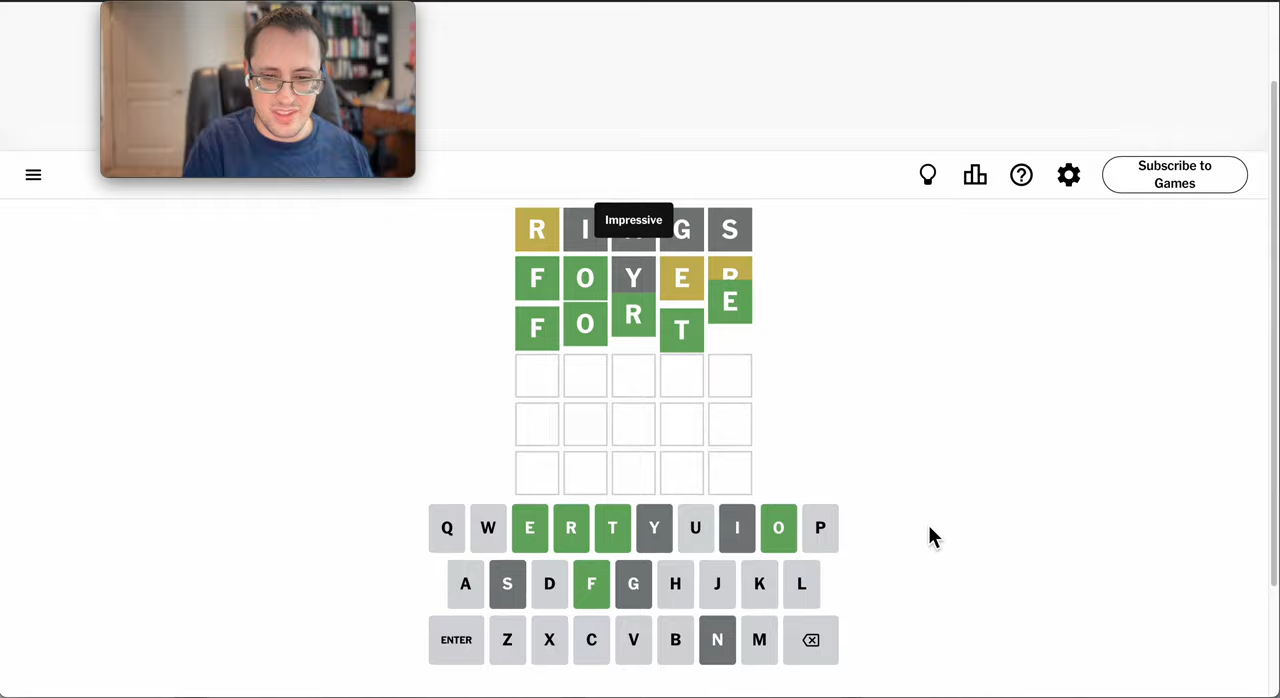 Subscribe to
Games
Impressive
R I G S
F O Y E R
F O R T E
Q W E R T Y U I O P
A S D F G H J K L
ENTER Z X C V B N M